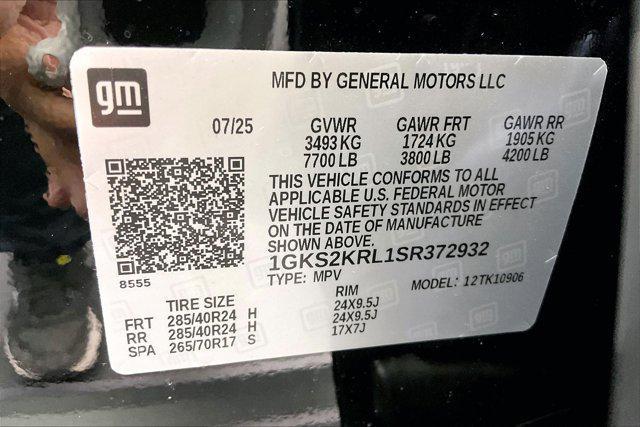 gm
MFD BY GENERAL MOTORS LLC
07/25 GVWR GAWR FRT GAWR RR
3493 KG 1724 KG 1905 KG
7700 LB 3800 LB 4200 LB
THIS VEHICLE CONFORMS TO ALL
APPLICABLE U.S. FEDERAL MOTOR
VEHICLE SAFETY STANDARDS IN EFFECT
ON THE DATE OF MANUFACTURE
SHOWN ABOVE.
1GKS2KRL1SR372932
8555
TYPE: MPV MODEL: 12TK10906
TIRE SIZE RIM
FRT 285/40R24 H 24X9.5J
RR 285/40R24 H 24X9.5J
SPA 265/70R17 S 17X7J